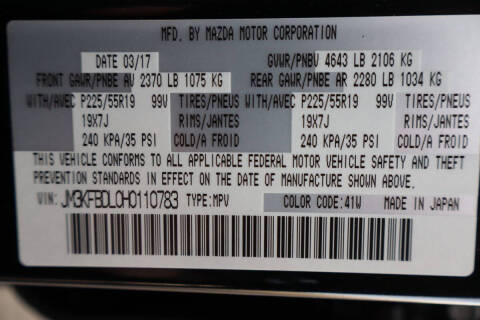 MFD. BY MAZDA MOTOR CORPORATION
DATE 03/17 GVWR/PNBV 4643 LB 2106 KG
FRONT GAWR/PNBE AV 2370 LB 1075 KG REAR GAWR/PNBE AR 2280 LB 1034 KG
WITH/AVEC P225/55R19 99V TIRES/PNEUS WITH/AVEC P225/55R19 99V TIRES/PNEUS
19X7J RIMS/JANTES 19X7J RIMS/JANTES
240 KPA/35 PSI COLD/A FROID 240 KPA/35 PSI COLD/A FROID
THIS VEHICLE CONFORMS TO ALL APPLICABLE FEDERAL MOTOR VEHICLE SAFETY AND THEFT
PREVENTION STANDARDS IN EFFECT ON THE DATE OF MANUFACTURE SHOWN ABOVE.
VIN: JM3KFBDL0H0110783 TYPE:MPV COLOR CODE:41W MADE IN JAPAN